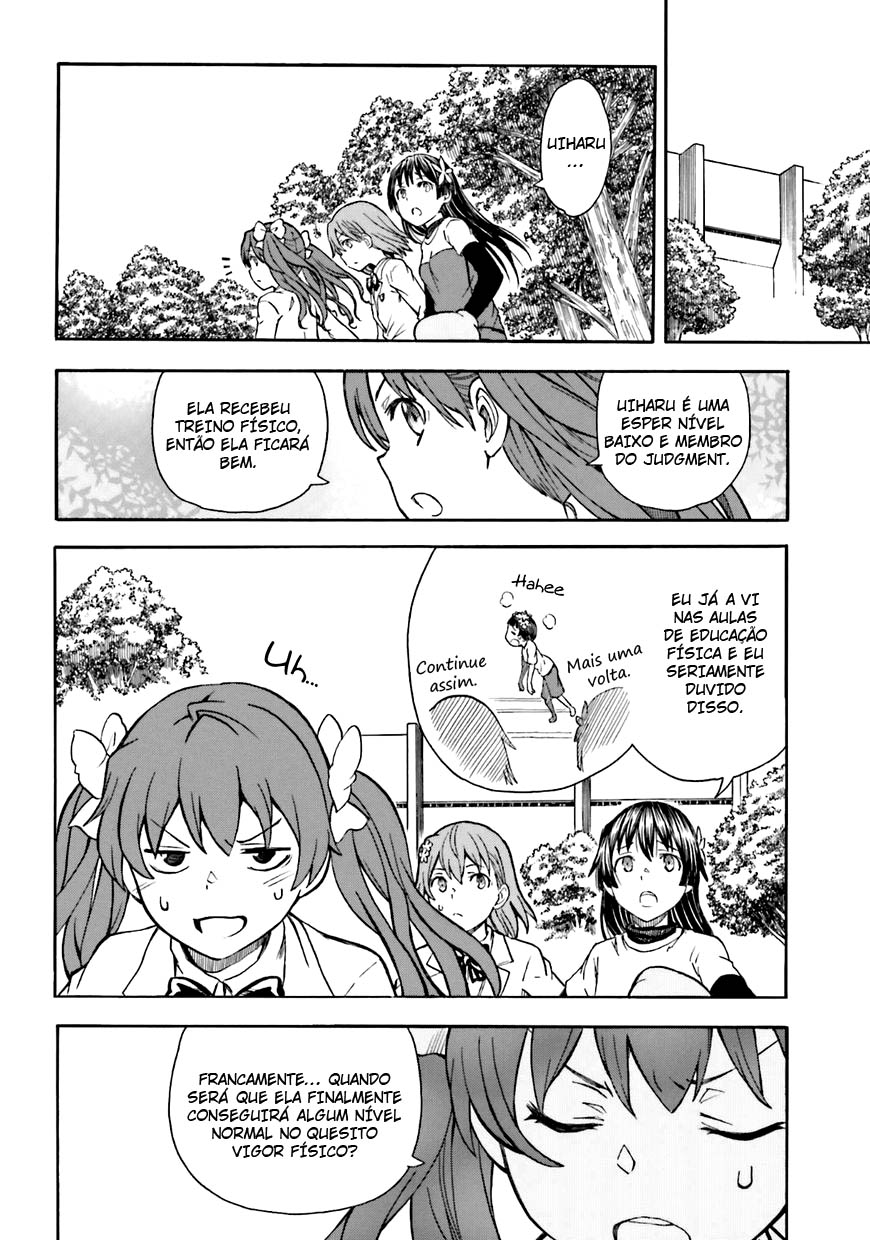 UIHARU
...
UIHARU É UMA
ESPER NÍVEL
BAIXO E MEMBRO
DO JUDGMENT.
ELA RECEBEU
TREINO FÍSICO,
ENTÃO ELA FICARÁ
BEM.
EU JÁ A VI
NAS AULAS
DE EDUCAÇÃO
FÍSICA E EU
SERIAMENTE
DUVIDO
DISSO.
Hahee
Mais uma
volta.
Continue
assim.
Uh...
FRANCAMENTE... QUANDO
SERÁ QUE ELA FINALMENTE
CONSEGUIRÁ ALGUM NÍVEL
NORMAL NO QUESITO
VIGOR FÍSICO?